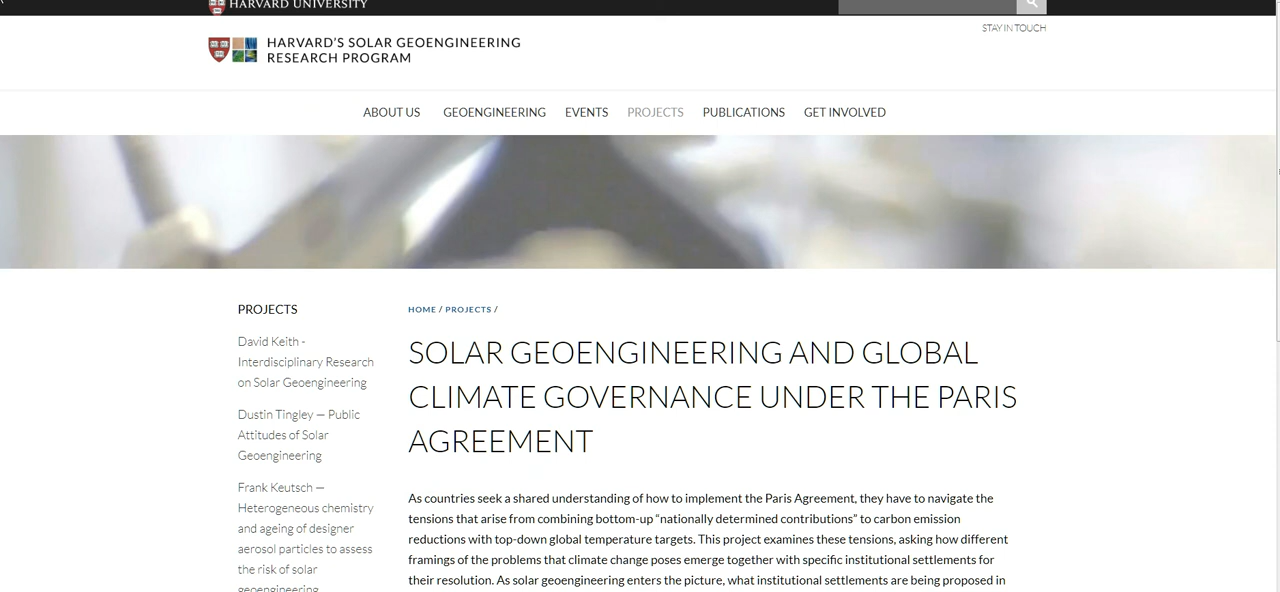 HARVARD UNIVERSITY
STAY IN TOUCH
HARVARD'S SOLAR GEOENGINEERING
RESEARCH PROGRAM
ABOUT US GEOENGINEERING EVENTS PROJECTS PUBLICATIONS GET INVOLVED
PROJECTS
David Keith -
Interdisciplinary Research
on Solar Geoengineering
Dustin Tingley — Public
Attitudes of Solar
Geoengineering
Frank Keutsch —
Heterogeneous chemistry
and ageing of designer
aerosol particles to assess
the risk of solar
geoengineering
HOME / PROJECTS /
SOLAR GEOENGINEERING AND GLOBAL
CLIMATE GOVERNANCE UNDER THE PARIS
AGREEMENT
As countries seek a shared understanding of how to implement the Paris Agreement, they have to navigate the
tensions that arise from combining bottom-up “nationally determined contributions” to carbon emission
reductions with top-down global temperature targets. This project examines these tensions, asking how different
framings of the problems that climate change poses emerge together with specific institutional settlements for
their resolution. As solar geoengineering enters the picture, what institutional settlements are being proposed in